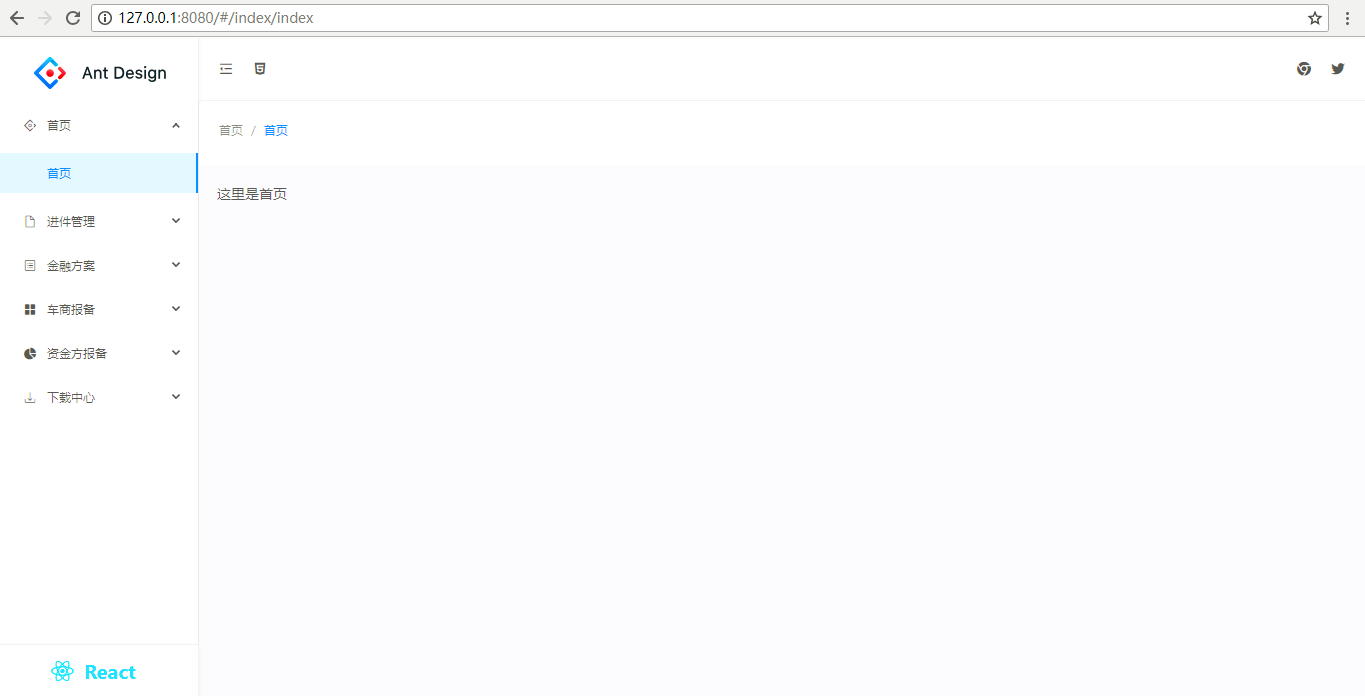 127.0.0.1:8080/#/index/index
Ant Design
首页
首页
进件管理
金融方案
车商报备
资金方报备
下载中心
React
首页 / 首页
这里是首页